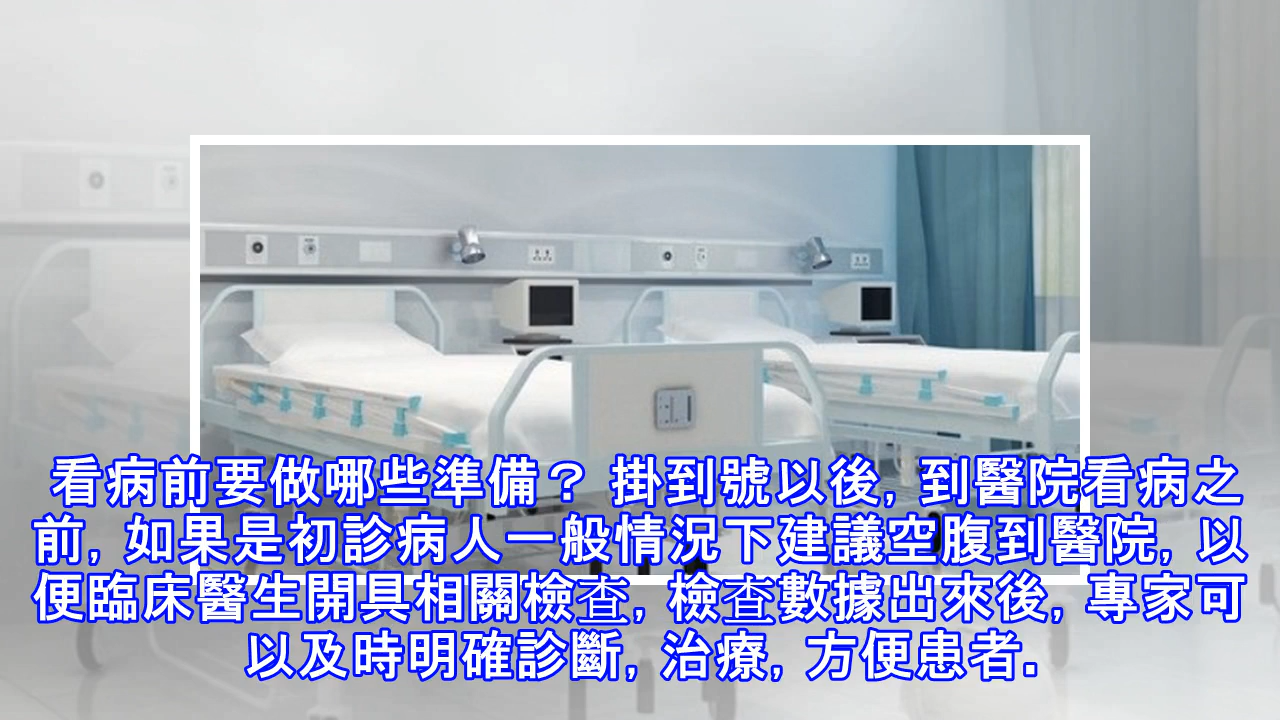 看病前要做哪些準備？ 掛到號以後, 到醫院看病之
前, 如果是初診病人一般情況下建議空腹到醫院, 以
便臨床醫生開具相關檢查, 檢查數據出來後, 專家可
以及時明確診斷, 治療, 方便患者.